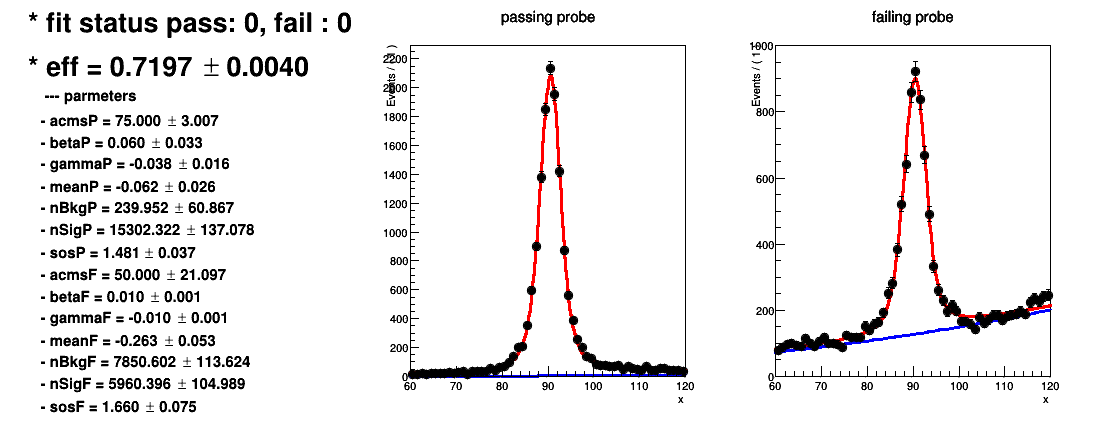 * fit status pass: 0, fail : 0
* eff = 0.7197 ± 0.0040
--- parmeters
- acmsP = 75.000 ± 3.007
- betaP = 0.060 ± 0.033
- gammaP = -0.038 ± 0.016
- meanP = -0.062 ± 0.026
- nBkgP = 239.952 ± 60.867
- nSigP = 15302.322 ± 137.078
- sosP = 1.481 ± 0.037
- acmsF = 50.000 ± 21.097
- betaF = 0.010 ± 0.001
- gammaF = -0.010 ± 0.001
- meanF = -0.263 ± 0.053
- nBkgF = 7850.602 ± 113.624
- nSigF = 5960.396 ± 104.989
- sosF = 1.660 ± 0.075
passing probe
Events / (
2200
2000
1800
1600
1400
1200
1000
800
600
400
200
0
60 70 80 90 100 110 120
x
failing probe
Events / ( 1
1000
800
600
400
200
0
60 70 80 90 100 110 120
x